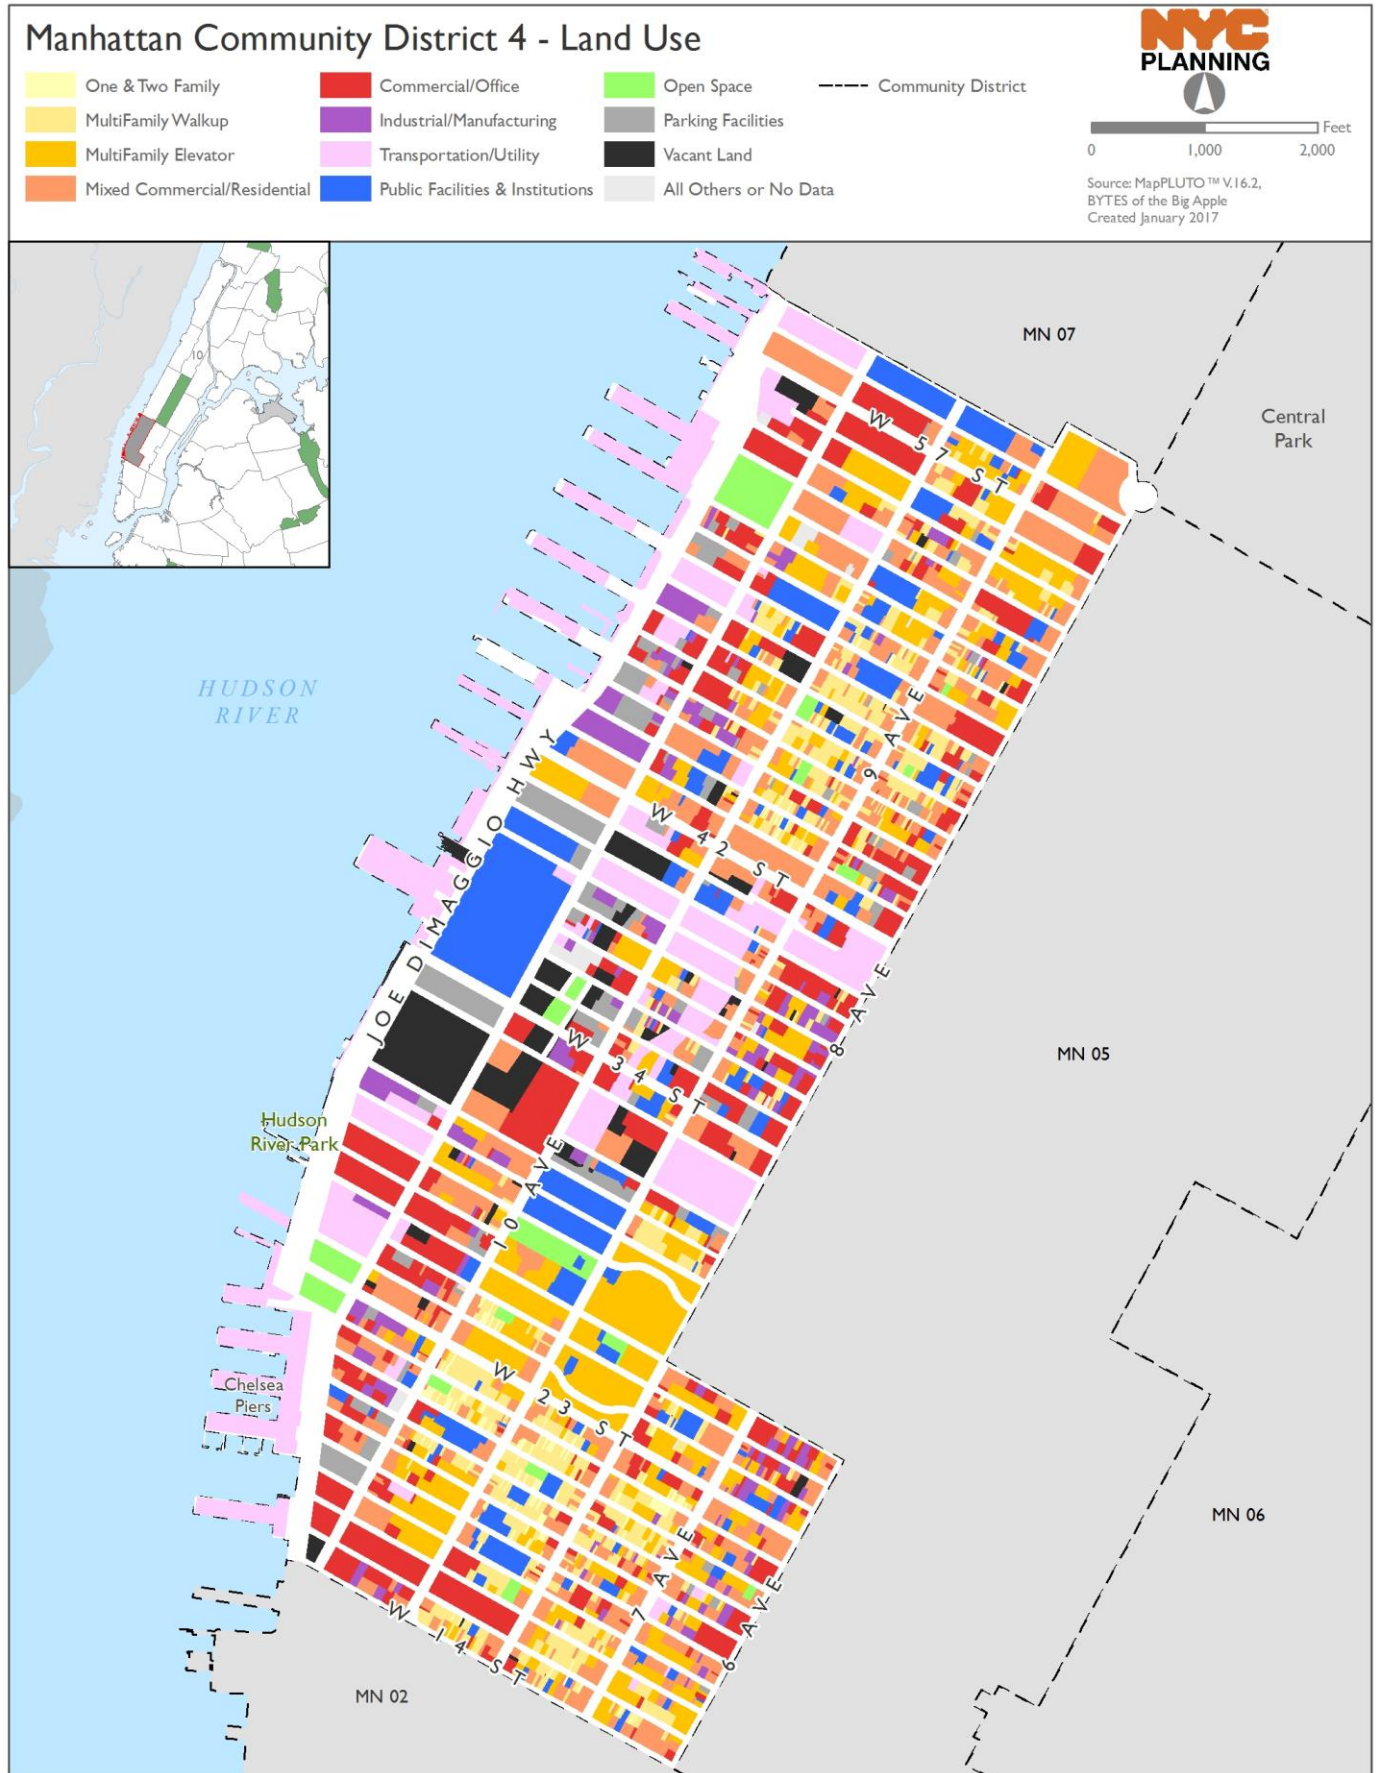 Manhattan Community District 4 - Land Use
One & Two Family
MultiFamily Walkup
MultiFamily Elevator
Mixed Commercial/Residential
Commercial/Office
Industrial/Manufacturing
Transportation/Utility
Public Facilities & Institutions
Open Space
Parking Facilities
Vacant Land
All Others or No Data
Community District
NYC
PLANNING
Feet
0 1,000 2,000
Source: MapPLUTO™ V.16.2,
BYTES of the Big Apple
Created January 2017
10
MN 07
Central
Park
W 57 ST
HUDSON
RIVER
9 AVE
JOE DIMAGGIO HWY
W 42 ST
8 AVE
W 34 ST
MN 05
Hudson
River Park
10 AVE
Chelsea
Piers
W 23 ST
MN 06
7 AVE
6 AVE
W 14 ST
MN 02